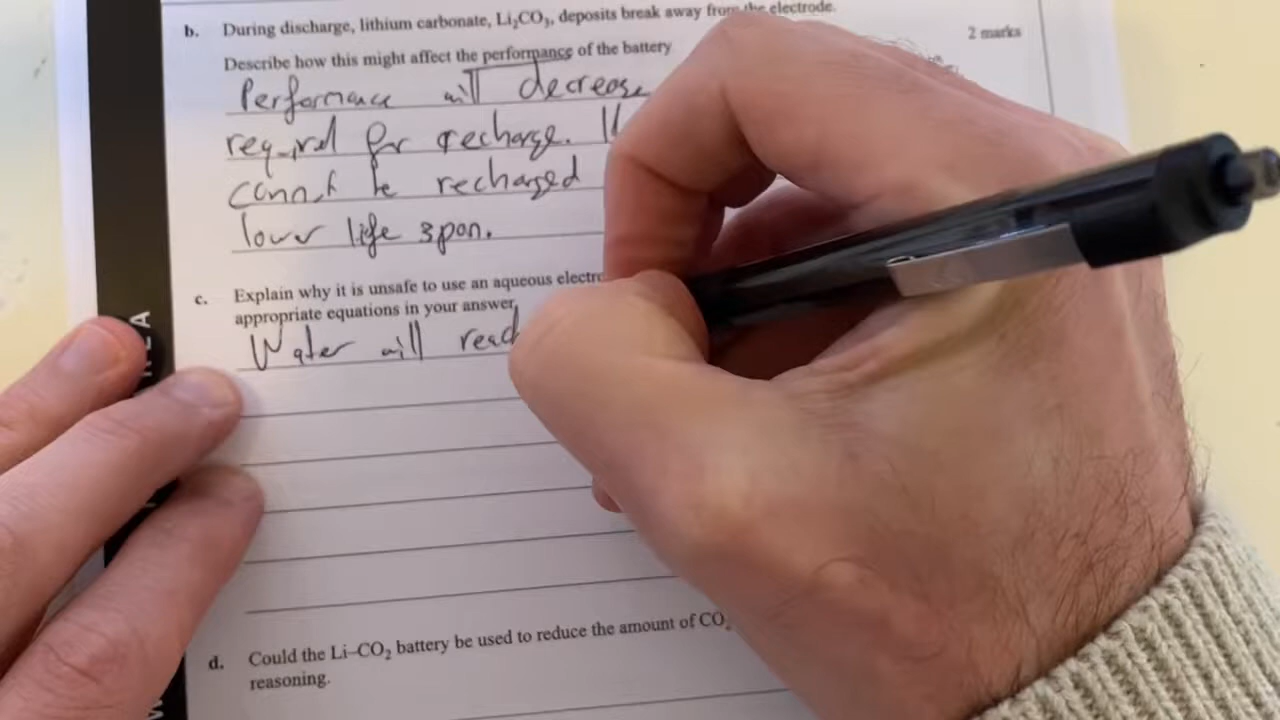 b. During discharge, lithium carbonate, Li₂CO₃, deposits break away from the electrode.
2 marks
Describe how this might affect the performance of the battery
Performance will decrease
required for recharge. If
cannot be recharged
lower life span.
c. Explain why it is unsafe to use an aqueous electro
appropriate equations in your answer
Water will react
d. Could the Li–CO₂ battery be used to reduce the amount of CO₂
reasoning.